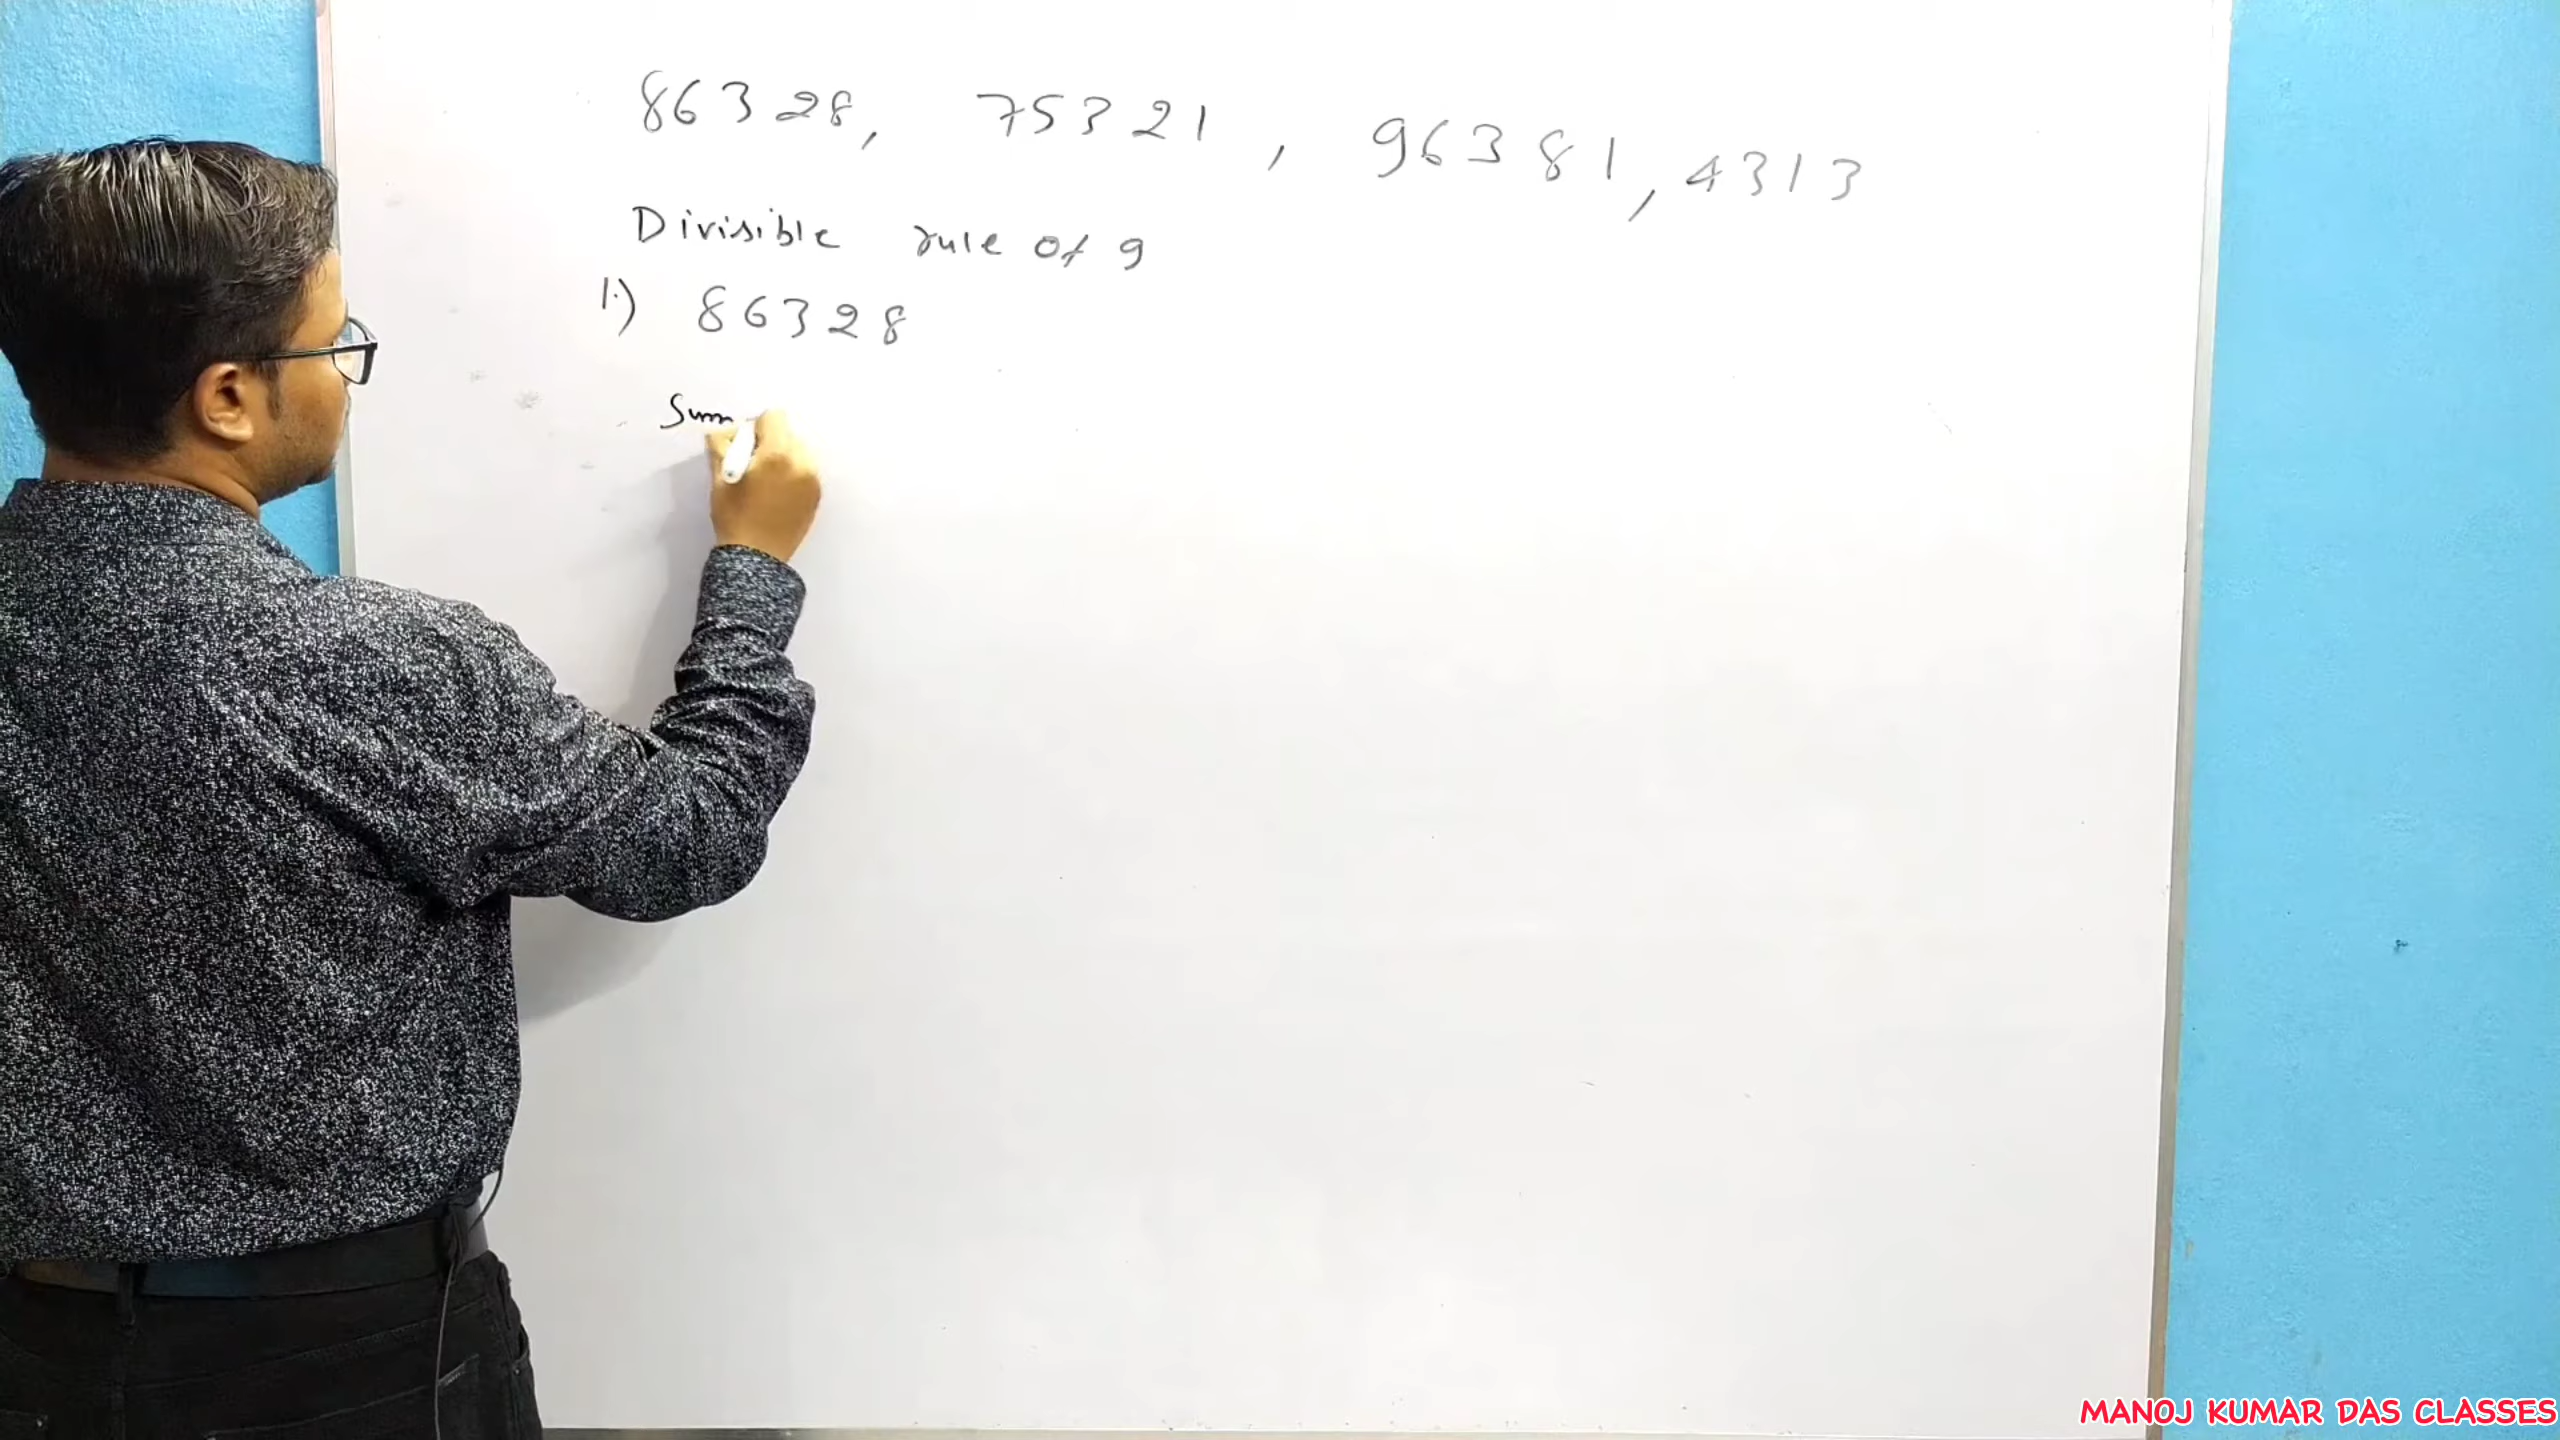 86328, 75321, 96381, 4313
Divisible rule of 9
1.) 86328
Sum
MANOJ KUMAR DAS CLASSES